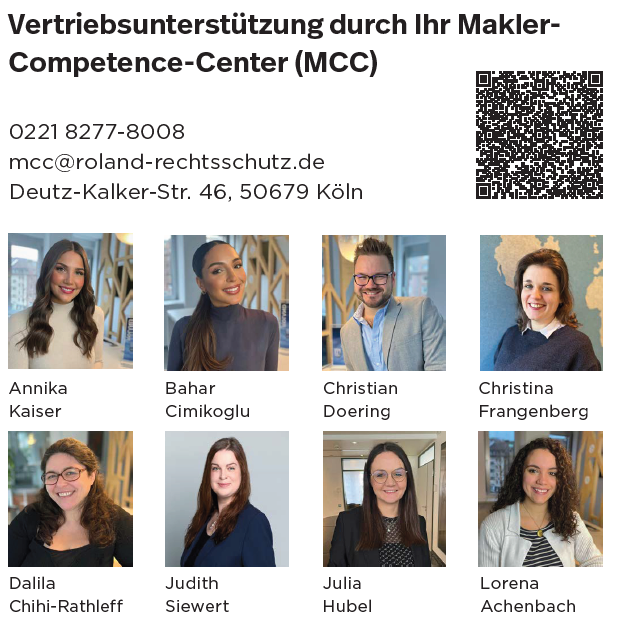 Vertriebsunterstützung durch Ihr Makler-
Competence-Center (MCC)
0221 8277-8008
mcc@roland-rechtsschutz.de
Deutz-Kalker-Str. 46, 50679 Köln
Annika
Kaiser
Bahar
Cimikoglu
Christian
Doering
Christina
Frangenberg
Dalila
Chihi-Rathleff
Judith
Siewert
Julia
Hubel
Lorena
Achenbach